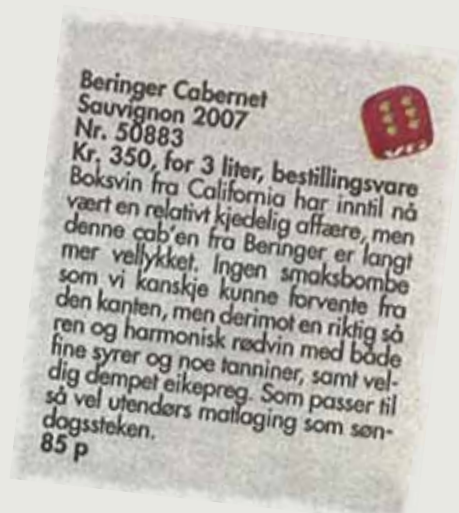 Beringer Cabernet
Sauvignon 2007
Nr. 50883
Kr, 350, for 3 liter, bestillingsvare
Boksvin fra California har inntil nå
vært en relativt kjedelig affære, men
denne cab'en fra Beringer er langt
mer vellykket. Ingen smaksbombe
som vi kanskje kunne forvente fra
den kanten, men derimot en riktig så
ren og harmonisk rødvin med både
fine syrer og noe tanniner, samt vel-
dig dempet eikepreg. Som passer til
så vel utendørs matlaging som søn-
dagssteken.
85 p
VG